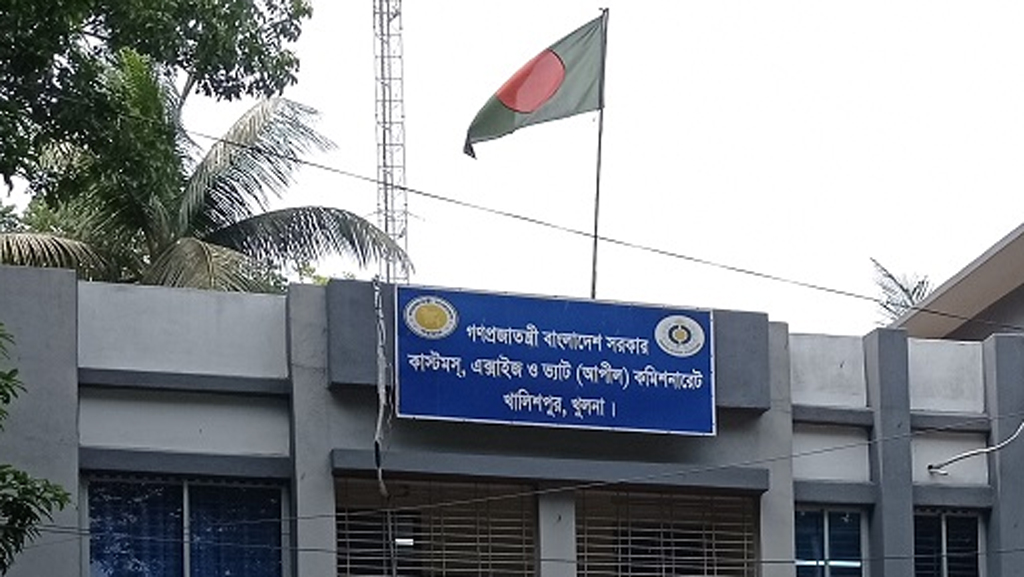 গণপ্রজাতন্ত্রী বাংলাদেশ সরকার
কাস্টমস্, এক্সাইজ ও ভ্যাট (আপীল) কমিশনারেট
খালিশপুর, খুলনা ।